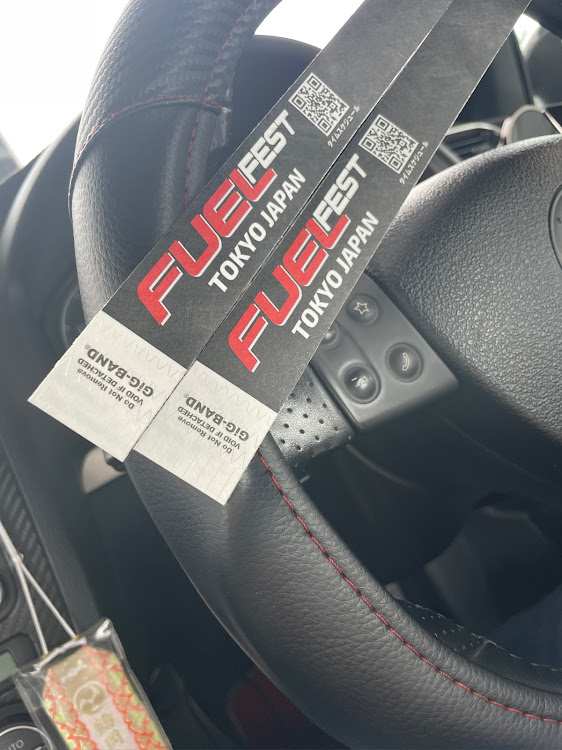 FUELFEST
TOKYO JAPAN
タイムスケジュール
Do Not Remove
VOID IF DETACHED
GiG-BAND®
FUELFEST
TOKYO JAPAN
タイムスケジュール
Do Not Remove
VOID IF DETACHED
GiG-BAND®